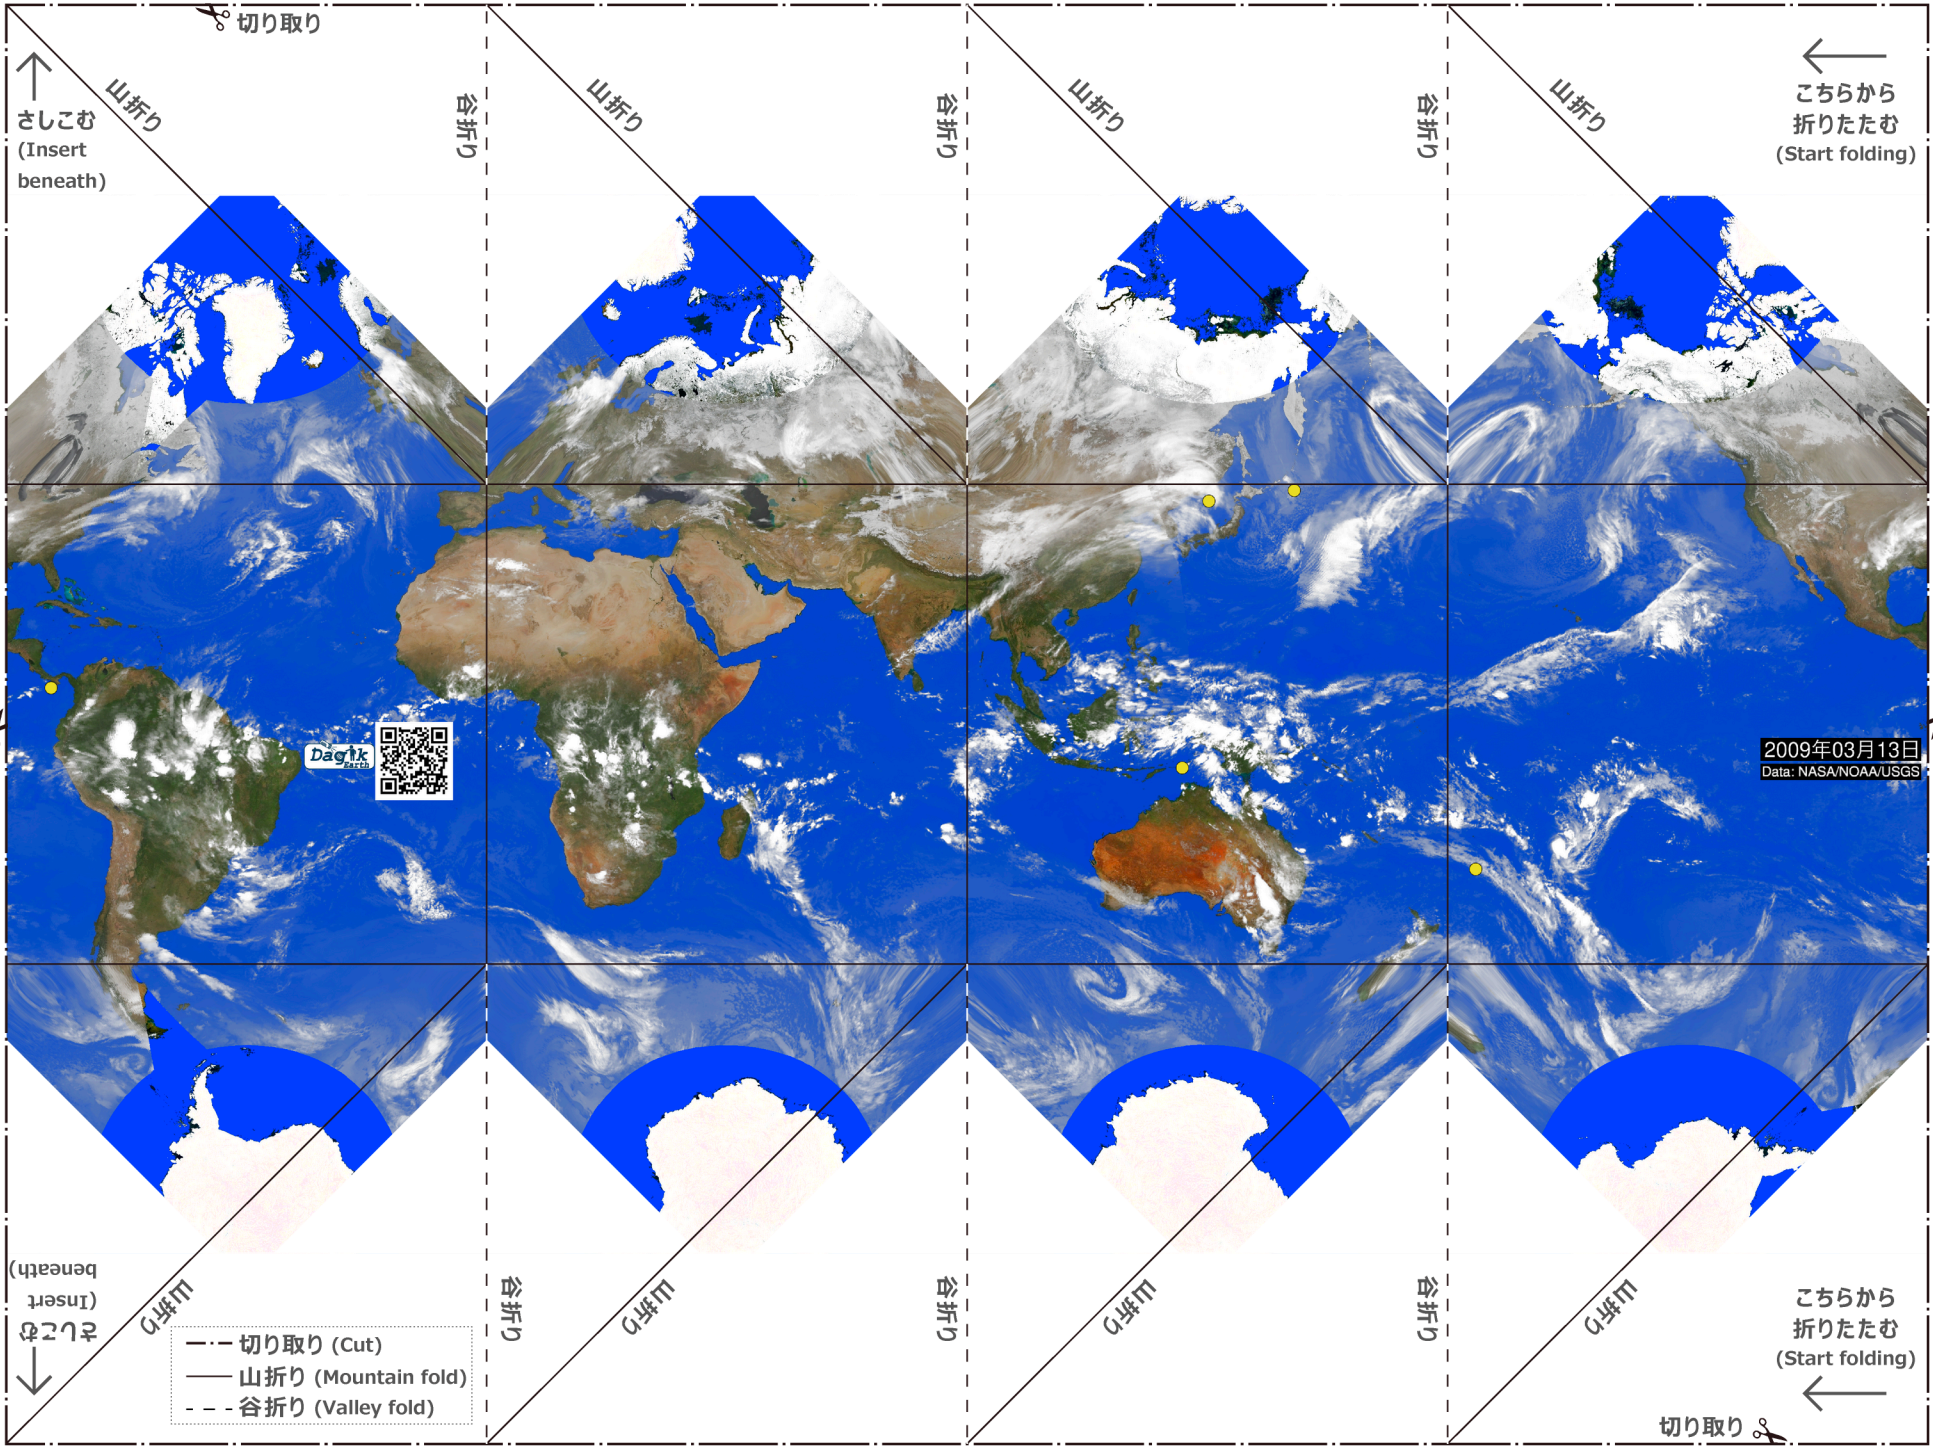 切り取り
山折り
谷折り
山折り
谷折り
山折り
谷折り
山折り
こちらから
折りたたむ
(Start folding)
さしこむ
(Insert
beneath)
Dagik
Earth
2009年03月13日
Data: NASA/NOAA/USGS
さしこむ
(Insert
beneath)
山折り
谷折り
山折り
谷折り
山折り
谷折り
山折り
こちらから
折りたたむ
(Start folding)
切り取り (Cut)
山折り (Mountain fold)
谷折り (Valley fold)
切り取り